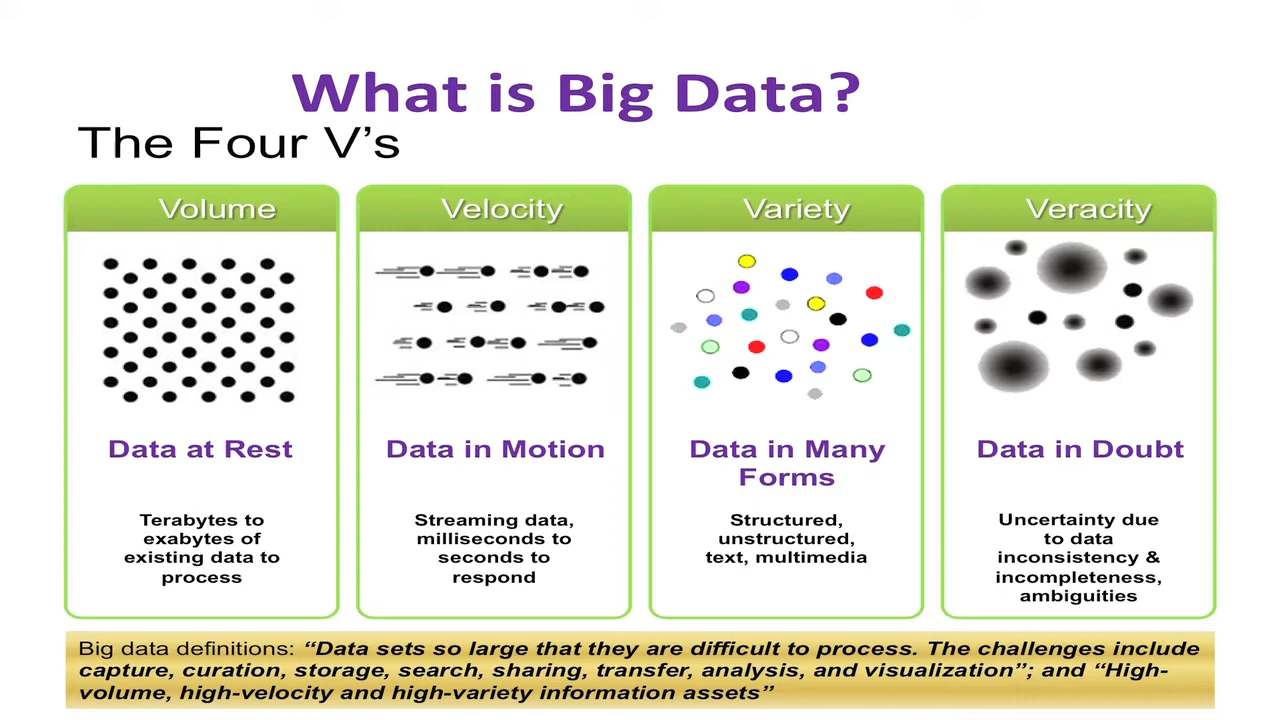 What is Big Data?
The Four V’s
Volume
Data at Rest
Terabytes to
exabytes of
existing data to
process
Velocity
Data in Motion
Streaming data,
milliseconds to
seconds to
respond
Variety
Data in Many
Forms
Structured,
unstructured,
text, multimedia
Veracity
Data in Doubt
Uncertainty due
to data
inconsistency &
incompleteness,
ambiguities
Big data definitions: “Data sets so large that they are difficult to process. The challenges include
capture, curation, storage, search, sharing, transfer, analysis, and visualization”; and “High-
volume, high-velocity and high-variety information assets”